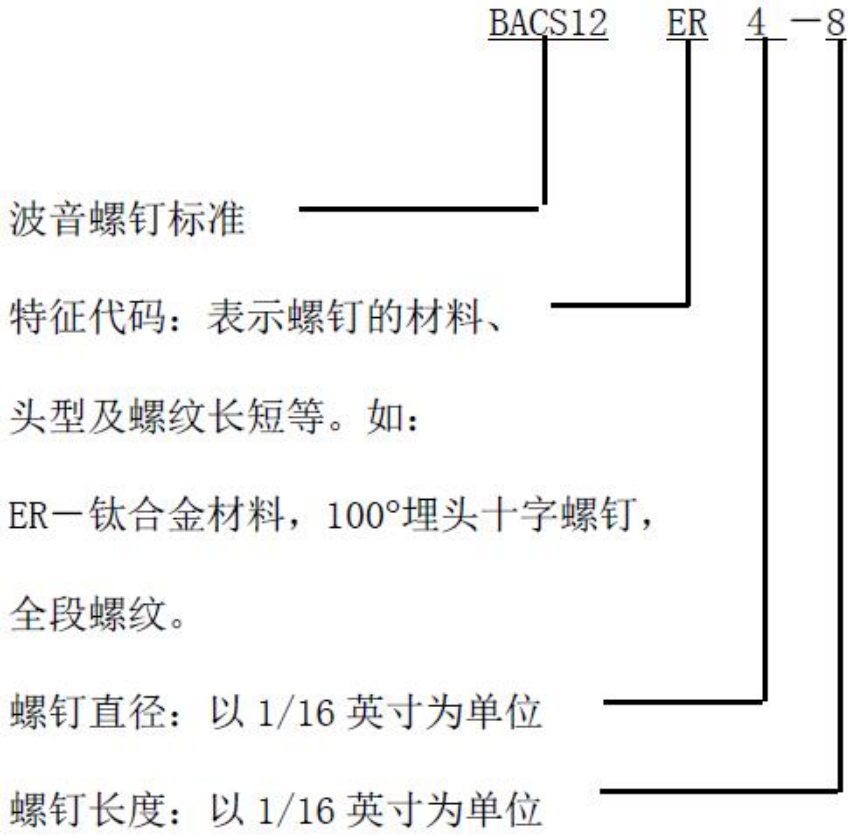 BACS12 ER 4 －8
波音螺钉标准
特征代码：表示螺钉的材料、
头型及螺纹长短等。如：
ER－钛合金材料，100°埋头十字螺钉，
全段螺纹。
螺钉直径：以 1/16 英寸为单位
螺钉长度：以 1/16 英寸为单位